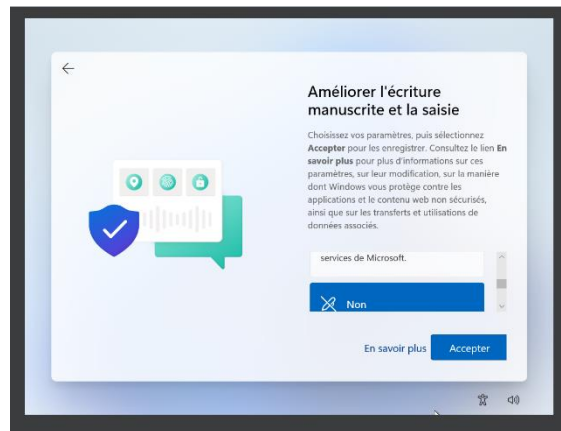 Améliorer l'écriture
manuscrite et la saisie
Choisissez vos paramètres, puis sélectionnez
Accepter pour les enregistrer. Consultez le lien En
savoir plus pour plus d'informations sur ces
paramètres, sur leur modification, sur la manière
dont Windows vous protège contre les
applications et le contenu web non sécurisés,
ainsi que sur les transferts et utilisations de
données associés.
services de Microsoft.
Non
En savoir plus
Accepter